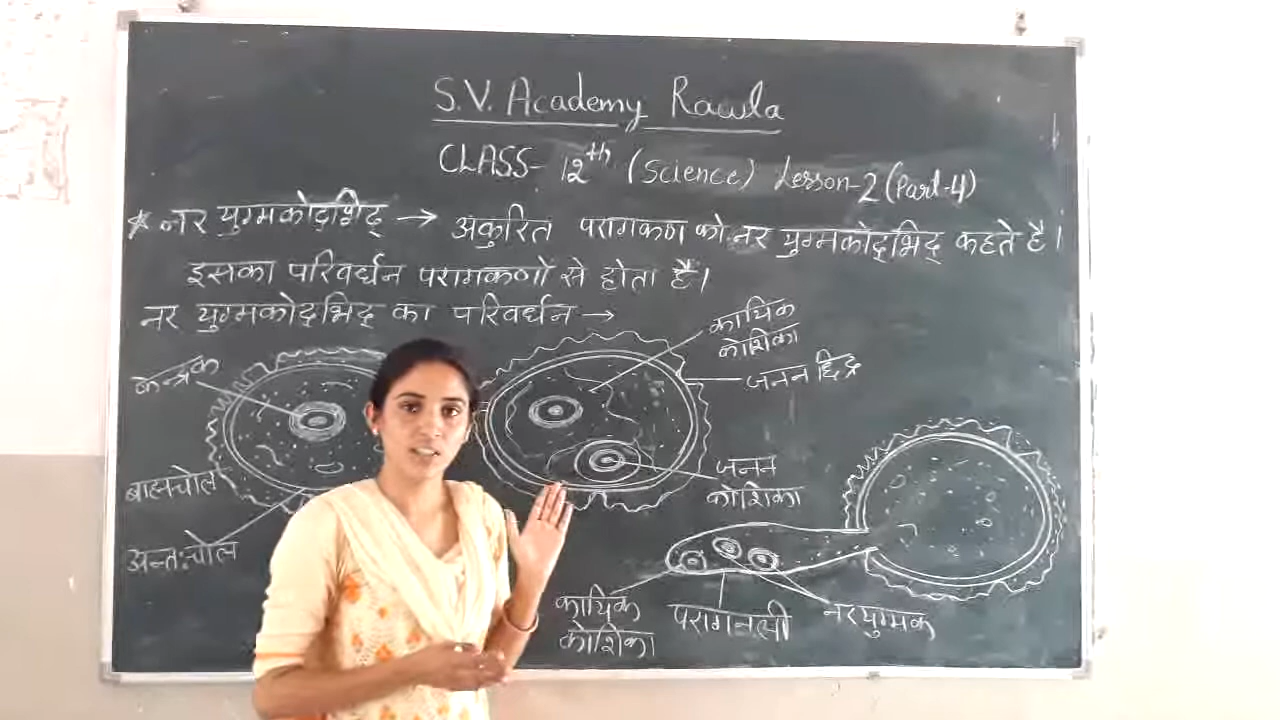 S.V. Academy Rawla
CLASS- 12th (Science) Lesson-2 (Part-4)
* नर युग्मकोद्भिद् → अंकुरित परागकण को नर युग्मकोद्भिद् कहते है।
इसका परिवर्धन परागकणों से होता है।
नर युग्मकोद्भिद् का परिवर्धन →
केन्द्रक
बाह्यचोल
अन्तःचोल
कायिक
कोशिका
जनन छिद्र
जनन
कोशिका
कायिक
कोशिका
परागनली
नरयुग्मक